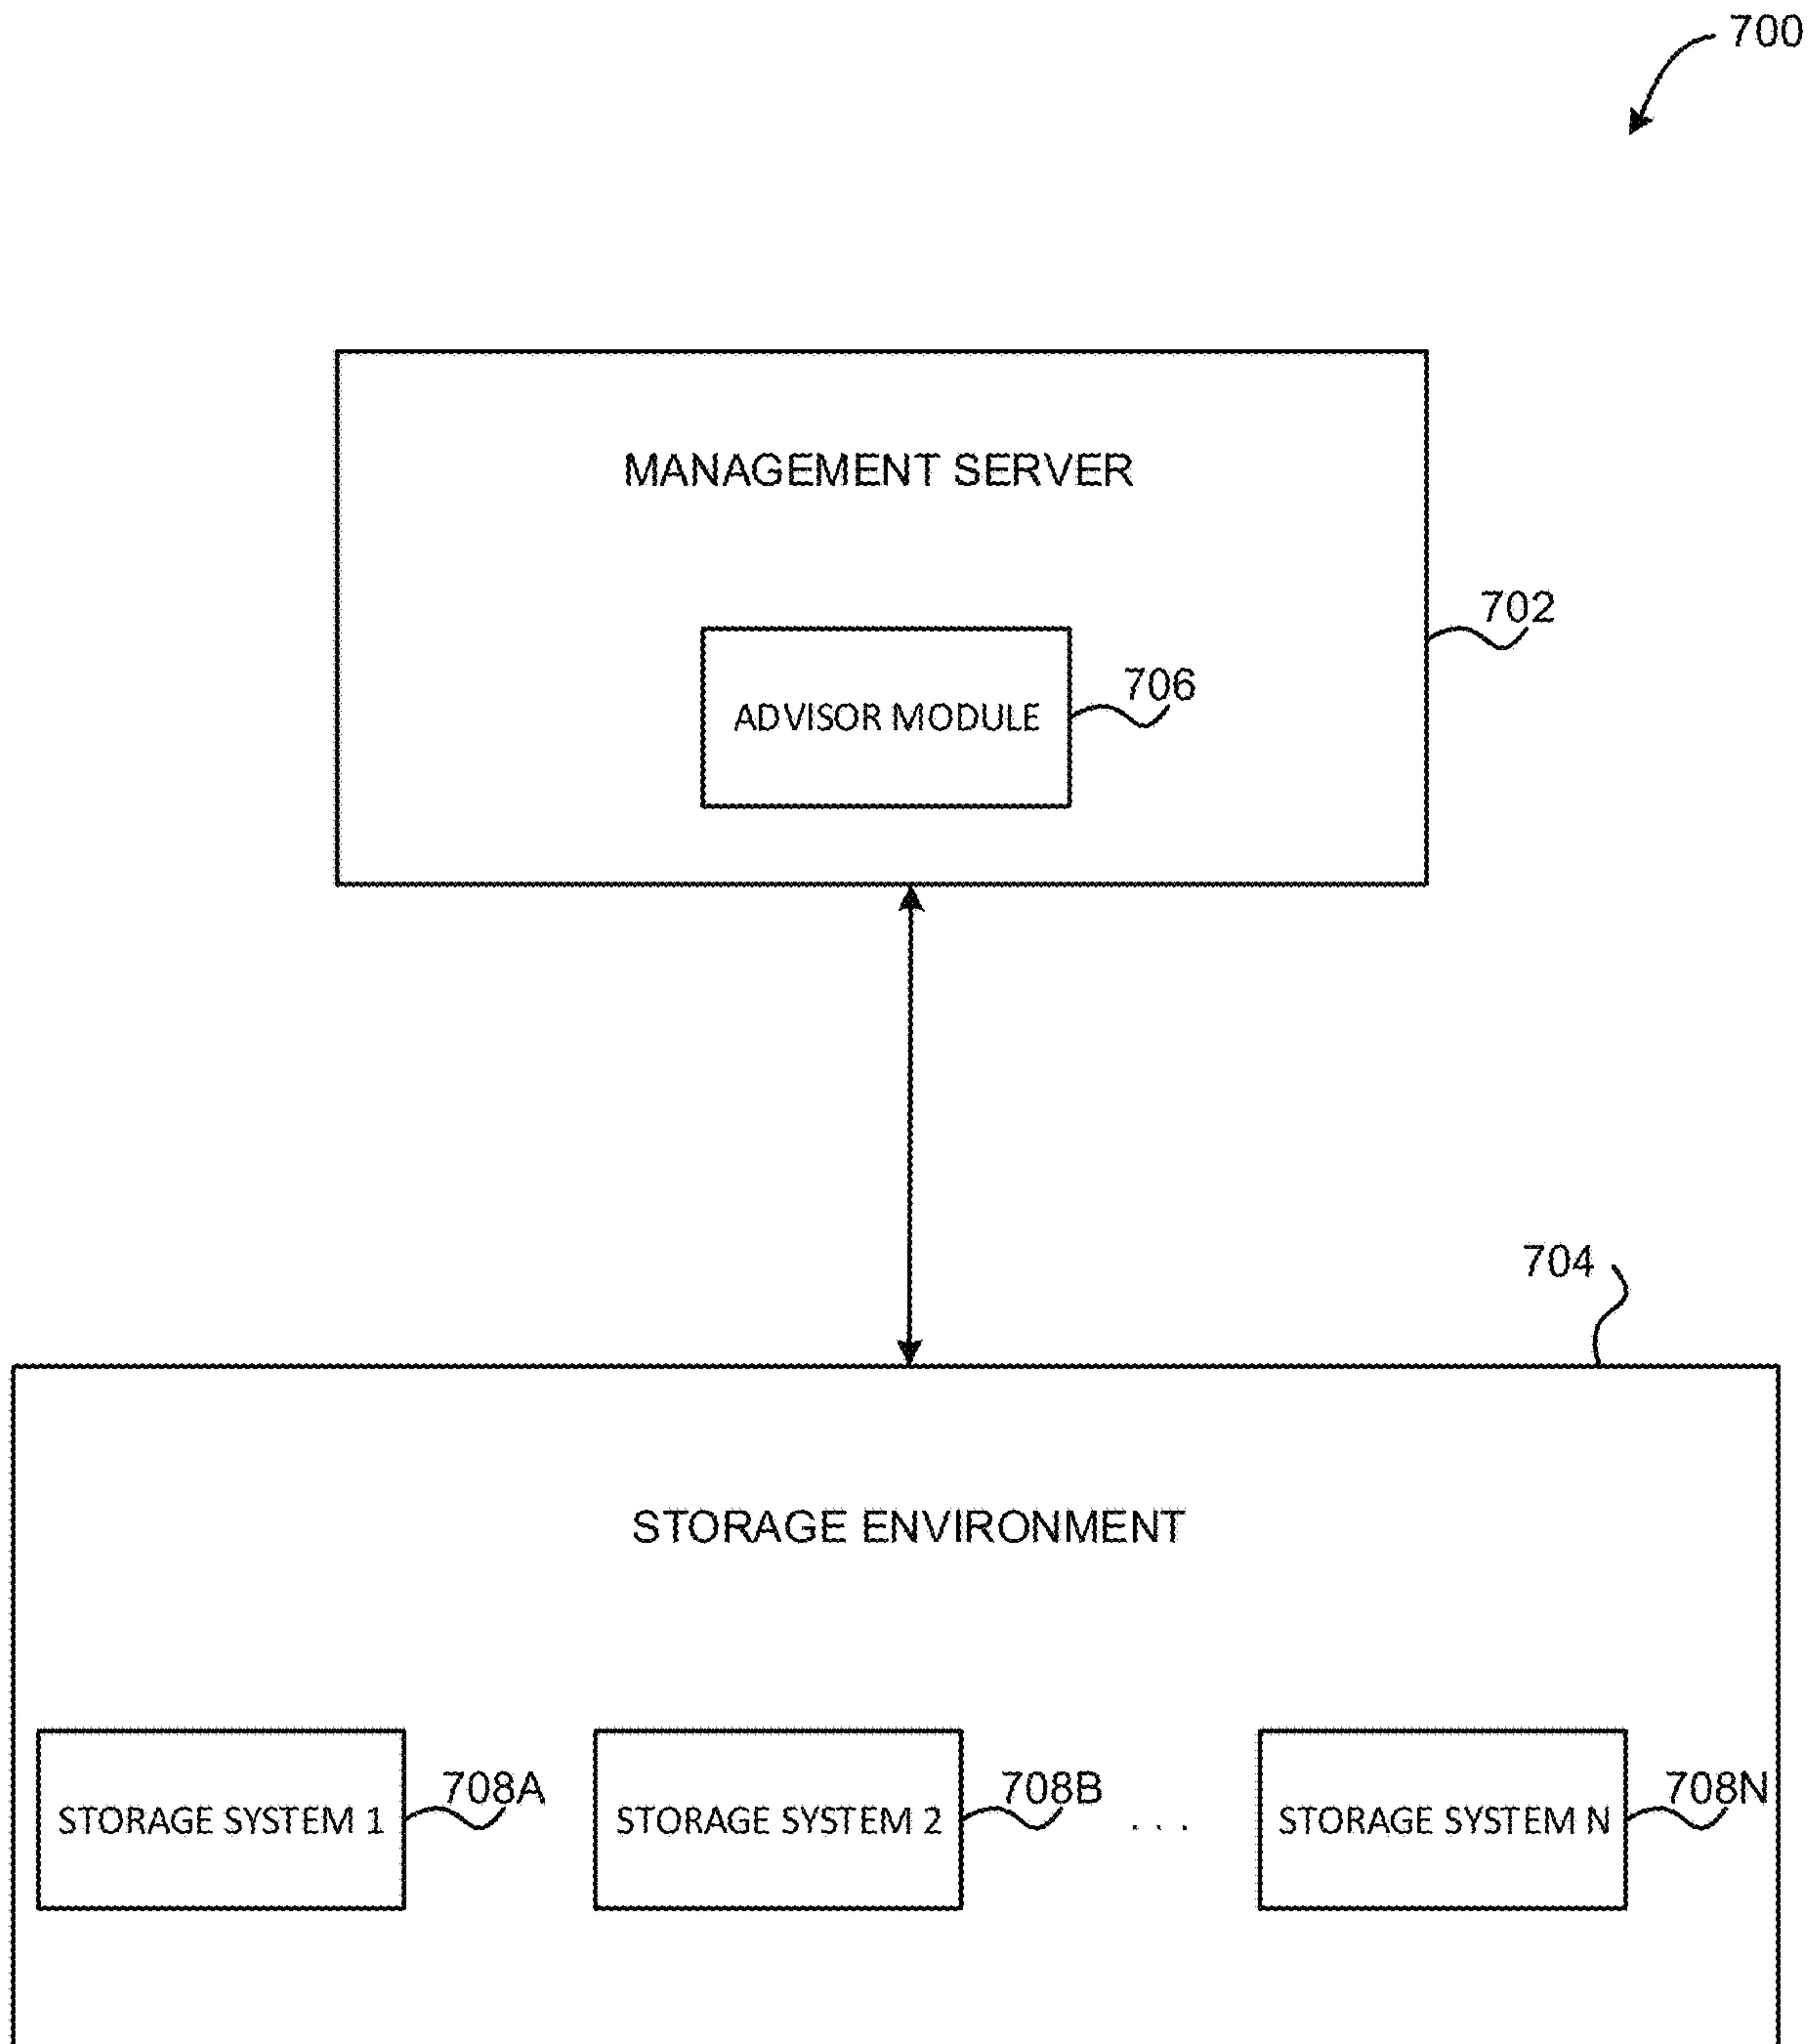 700
MANAGEMENT SERVER
702
706
ADVISOR MODULE
704
STORAGE ENVIRONMENT
708A
708B
708N
STORAGE SYSTEM 1
STORAGE SYSTEM 2
. . .
STORAGE SYSTEM N